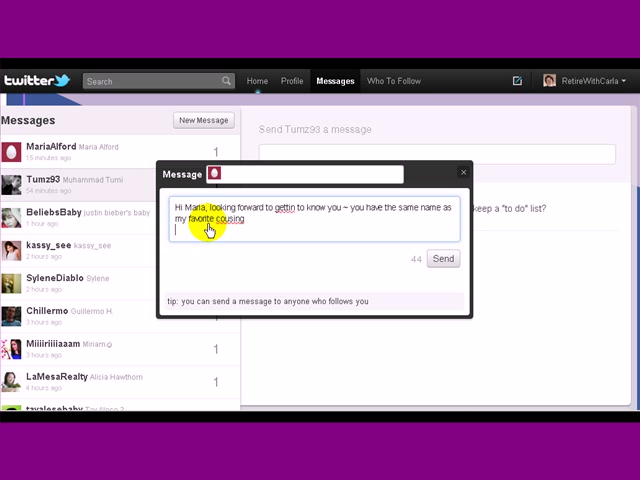 twitter Search Home Profile Messages Who To Follow RetireWithCarla
Messages New Message
MariaAlford Maria Alford
15 minutes ago
1
Tumz93 Muhammad Tumi
54 minutes ago
BeliebsBaby justin bieber's baby
1 hours ago
kassy_see kassy_see
2 hours ago
SyleneDiablo Sylene
2 hours ago
Chillermo Guillermo H.
3 hours ago
Miiiiriiiiaaam Miriam
3 hours ago
1
LaMesaRealty Alicia Hawthorn
4 hours ago
1
tavalesebaby
Send Tumz93 a message
keep a "to do" list?
Message
Hi Maria, looking forward to gettin to know you ~ you have the same name as
my favorite cousing
44 Send
tip: you can send a message to anyone who follows you